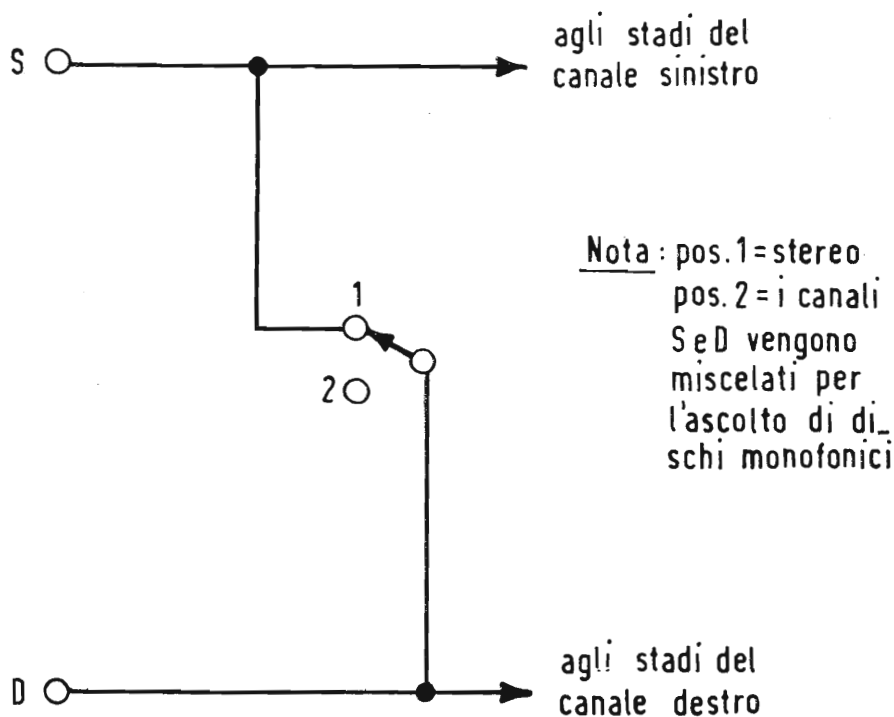 S
agli stadi del
canale sinistro
Nota: pos.1=stereo
pos.2=i canali
S e D vengono
miscelati per
l'ascolto di di_
schi monofonici
1
2
D
agli stadi del
canale destro